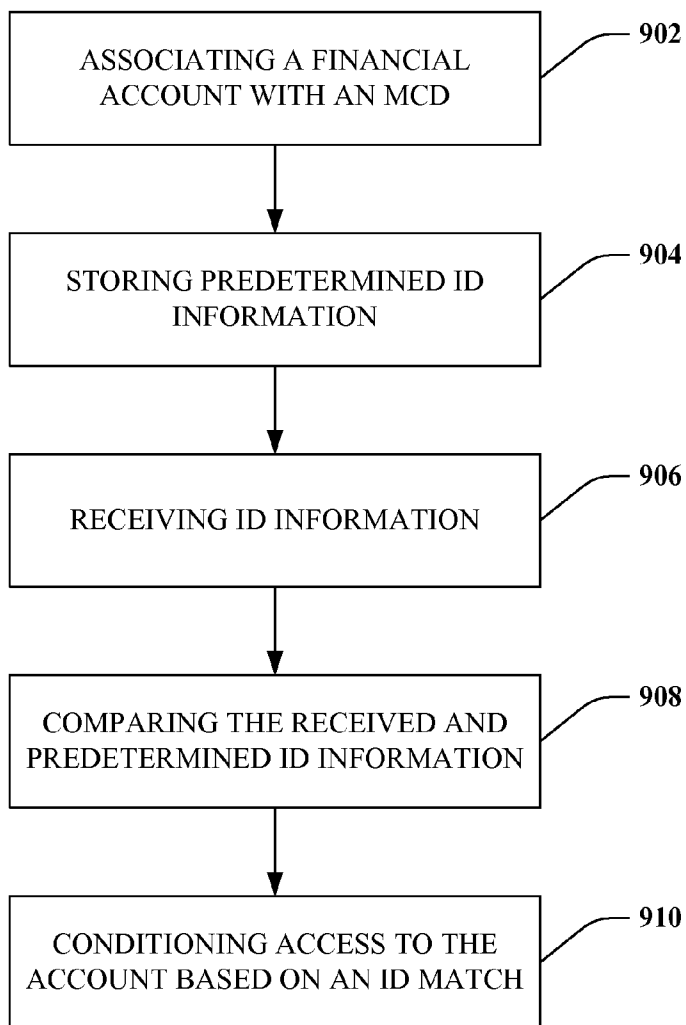 902
ASSOCIATING A FINANCIAL
ACCOUNT WITH AN MCD
904
STORING PREDETERMINED ID
INFORMATION
906
RECEIVING ID INFORMATION
908
COMPARING THE RECEIVED AND
PREDETERMINED ID INFORMATION
910
CONDITIONING ACCESS TO THE
ACCOUNT BASED ON AN ID MATCH